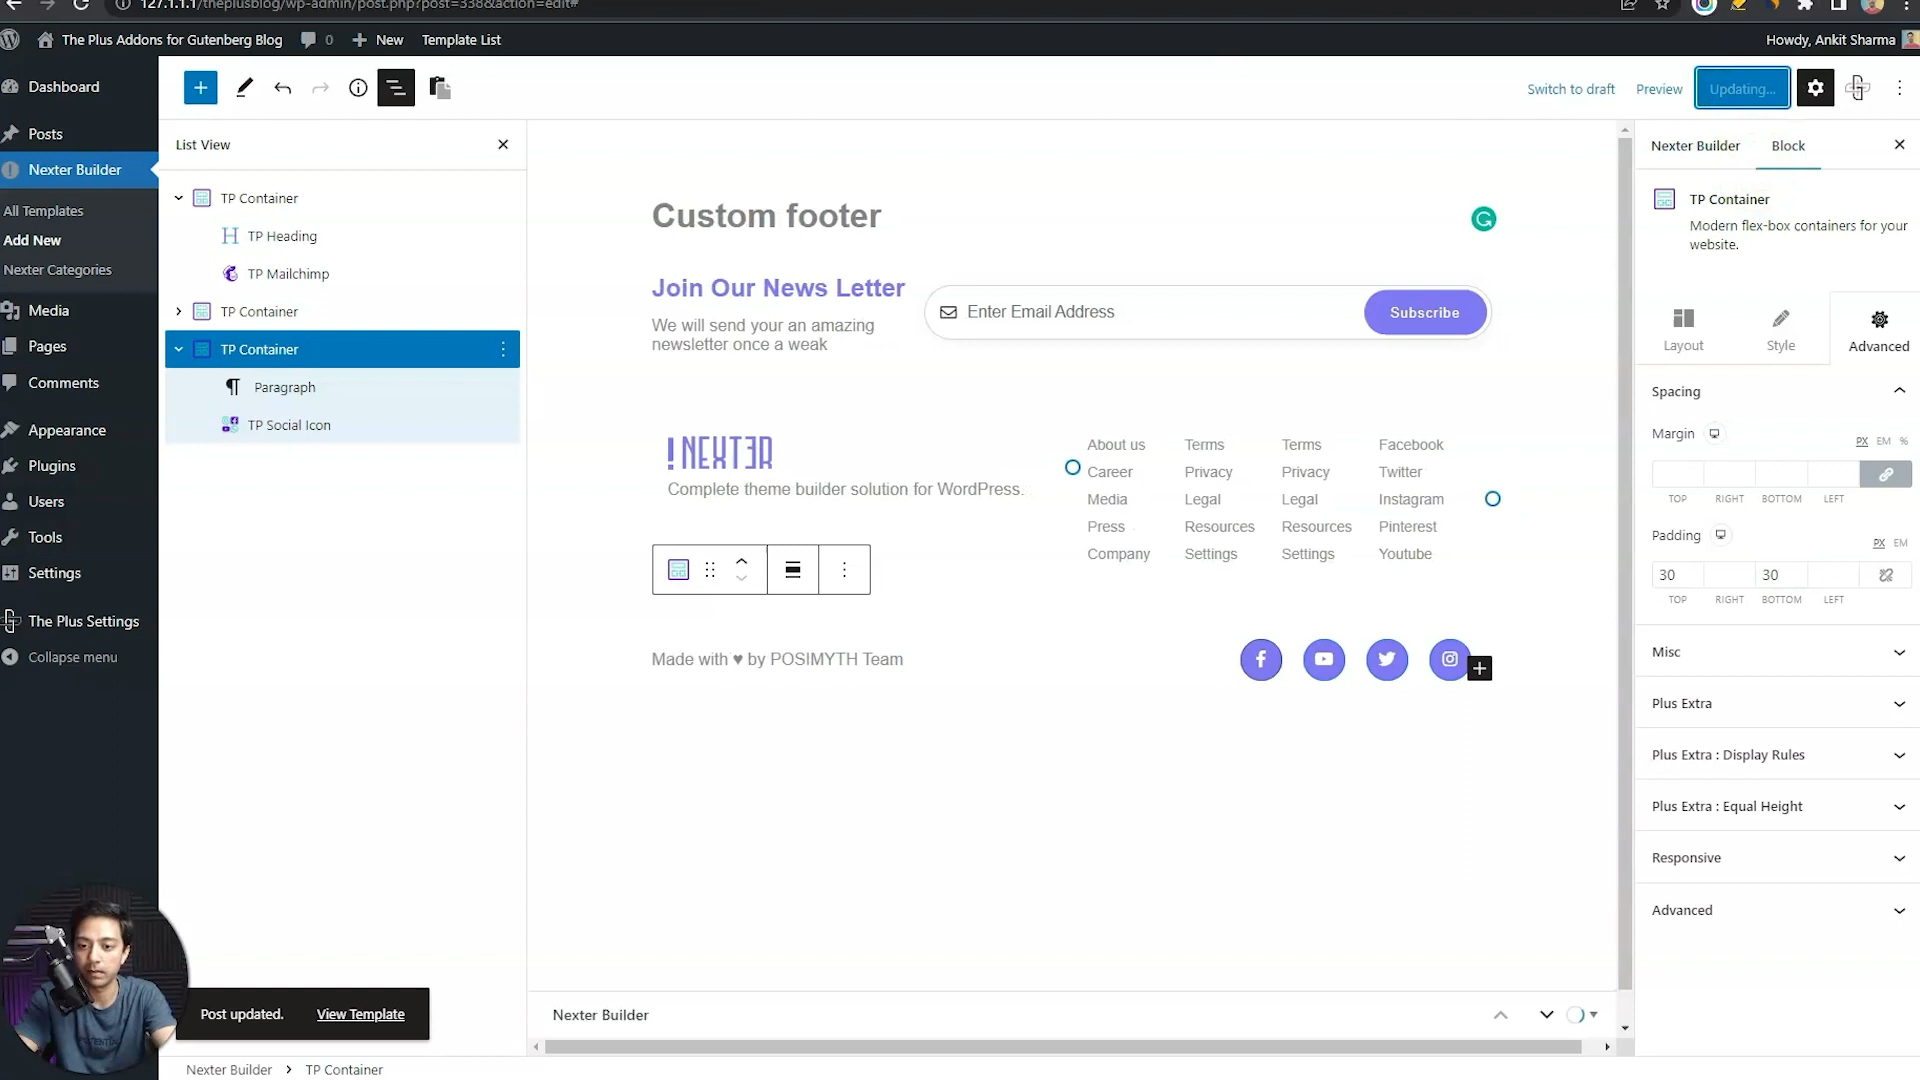 127.1.1.1/theplusblog/wp-admin/post.php?post=338&action=edit#
The Plus Addons for Gutenberg Blog 0 New Template List Howdy, Ankit Sharma
Dashboard
Posts
Nexter Builder
All Templates
Add New
Nexter Categories
Media
Pages
Comments
Appearance
Plugins
Users
Tools
Settings
The Plus Settings
Collapse menu
Switch to draft Preview Updating...
List View
TP Container
TP Heading
TP Mailchimp
TP Container
TP Container
Paragraph
TP Social Icon
Custom footer
Join Our News Letter
We will send your an amazing
newsletter once a weak
Enter Email Address
Subscribe
NEXTER
Complete theme builder solution for WordPress.
About us Terms Terms Facebook
Career Privacy Privacy Twitter
Media Legal Legal Instagram
Press Resources Resources Pinterest
Company Settings Settings Youtube
Made with ♥ by POSIMYTH Team
Nexter Builder Block
TP Container
Modern flex-box containers for your
website.
Layout Style Advanced
Spacing
Margin PX EM %
TOP RIGHT BOTTOM LEFT
Padding PX EM
30 30
TOP RIGHT BOTTOM LEFT
Misc
Plus Extra
Plus Extra : Display Rules
Plus Extra : Equal Height
Responsive
Advanced
Post updated. View Template
Nexter Builder
Nexter Builder > TP Container